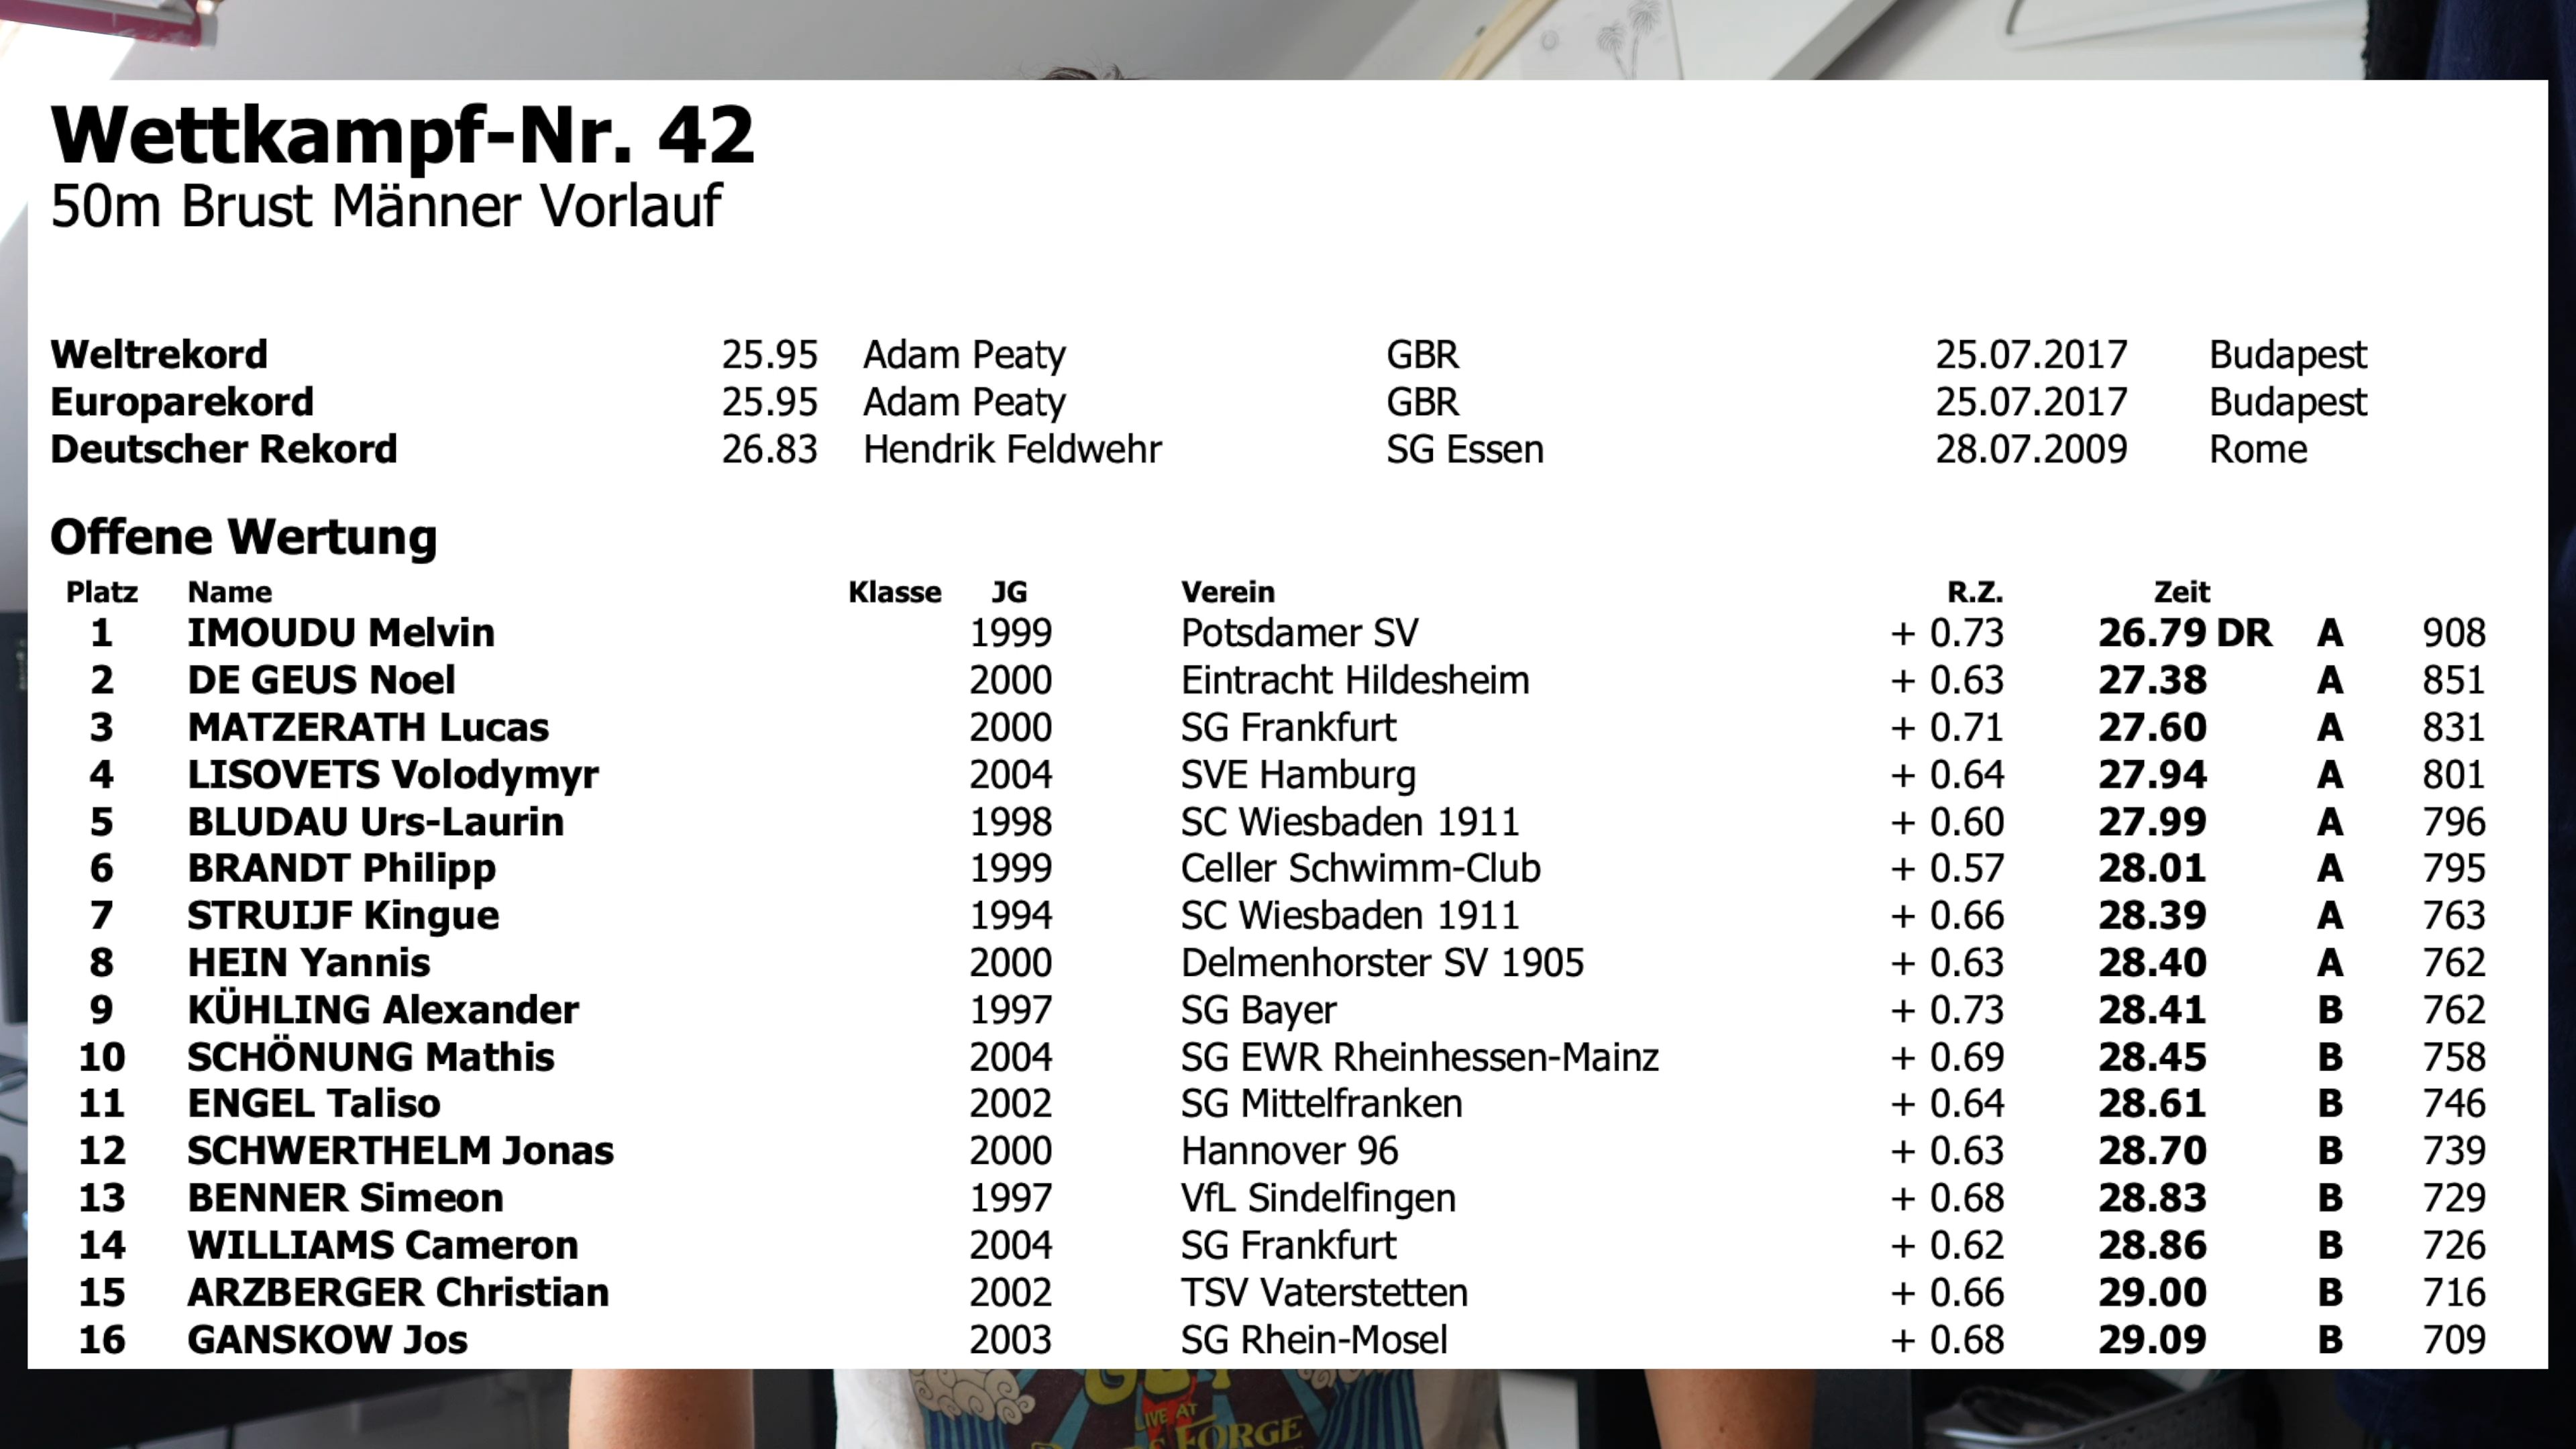 Wettkampf-Nr. 42
50m Brust Männer Vorlauf
Weltrekord 25.95 Adam Peaty GBR 25.07.2017 Budapest
Europarekord 25.95 Adam Peaty GBR 25.07.2017 Budapest
Deutscher Rekord 26.83 Hendrik Feldwehr SG Essen 28.07.2009 Rome
Offene Wertung
Platz Name Klasse JG Verein R.Z. Zeit
1 IMOUDU Melvin 1999 Potsdamer SV + 0.73 26.79 DR A 908
2 DE GEUS Noel 2000 Eintracht Hildesheim + 0.63 27.38 A 851
3 MATZERATH Lucas 2000 SG Frankfurt + 0.71 27.60 A 831
4 LISOVETS Volodymyr 2004 SVE Hamburg + 0.64 27.94 A 801
5 BLUDAU Urs-Laurin 1998 SC Wiesbaden 1911 + 0.60 27.99 A 796
6 BRANDT Philipp 1999 Celler Schwimm-Club + 0.57 28.01 A 795
7 STRUIJF Kingue 1994 SC Wiesbaden 1911 + 0.66 28.39 A 763
8 HEIN Yannis 2000 Delmenhorster SV 1905 + 0.63 28.40 A 762
9 KÜHLING Alexander 1997 SG Bayer + 0.73 28.41 B 762
10 SCHÖNUNG Mathis 2004 SG EWR Rheinhessen-Mainz + 0.69 28.45 B 758
11 ENGEL Taliso 2002 SG Mittelfranken + 0.64 28.61 B 746
12 SCHWERTHELM Jonas 2000 Hannover 96 + 0.63 28.70 B 739
13 BENNER Simeon 1997 VfL Sindelfingen + 0.68 28.83 B 729
14 WILLIAMS Cameron 2004 SG Frankfurt + 0.62 28.86 B 726
15 ARZBERGER Christian 2002 TSV Vaterstetten + 0.66 29.00 B 716
16 GANSKOW Jos 2003 SG Rhein-Mosel + 0.68 29.09 B 709
LIVE AT
FORGE